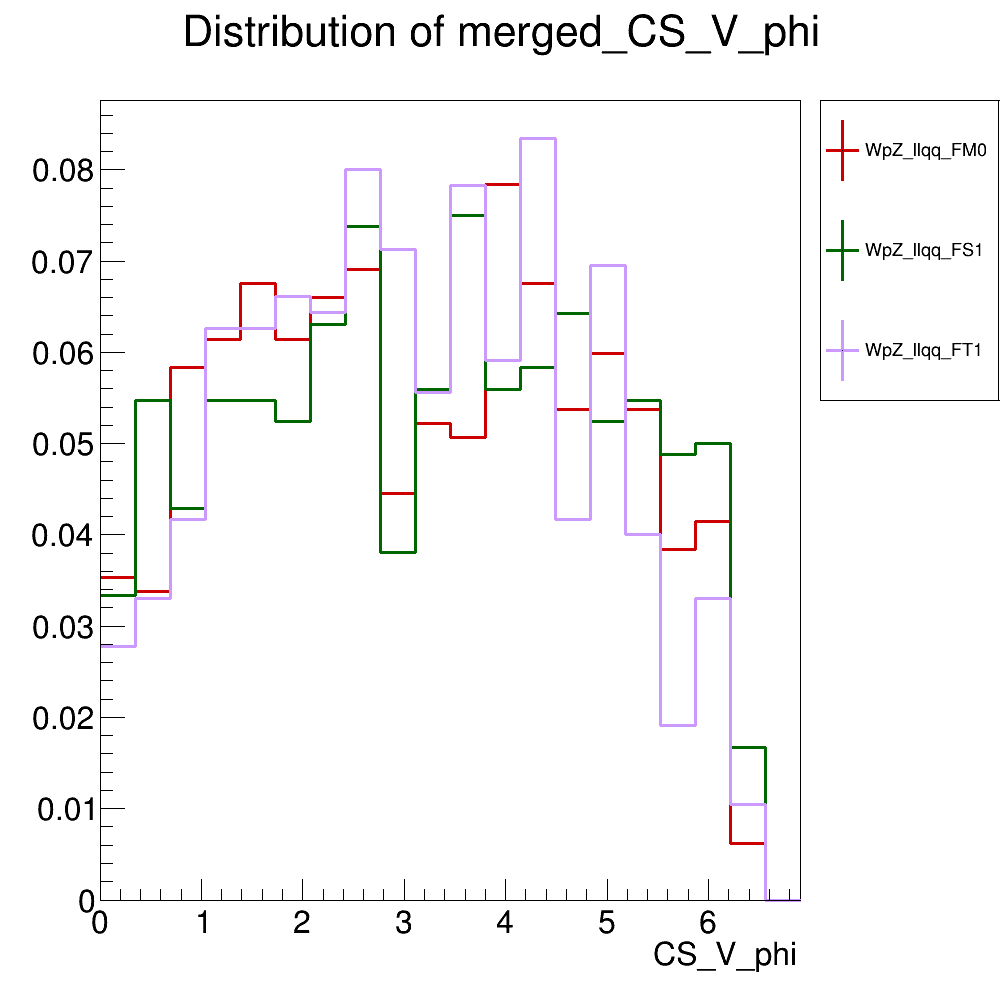 Distribution of merged_CS_V_phi
WpZ_llqq_FM0
WpZ_llqq_FS1
WpZ_llqq_FT1
0.08
0.07
0.06
0.05
0.04
0.03
0.02
0.01
0
0 1 2 3 4 5 6
CS_V_phi